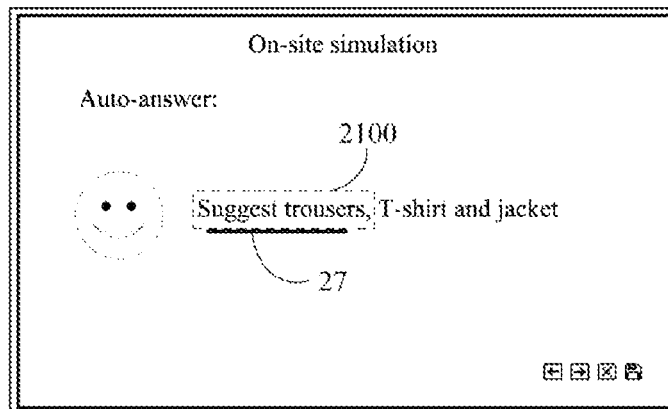 On-site simulation
Auto-answer:
2100
Suggest trousers, T-shirt and jacket
27